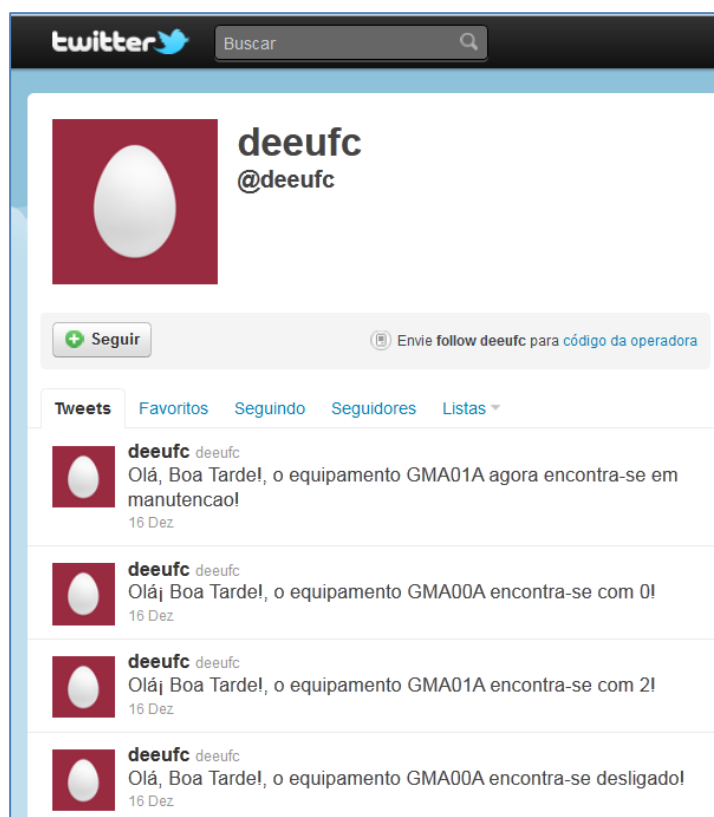 twitter
Buscar
deeufc
@deeufc
Seguir
Envie follow deeufc para código da operadora
Tweets Favoritos Seguindo Seguidores Listas
deeufc deeufc
Olá, Boa Tarde!, o equipamento GMA01A agora encontra-se em
manutencao!
16 Dez
deeufc deeufc
Olá¡ Boa Tarde!, o equipamento GMA00A encontra-se com 0!
16 Dez
deeufc deeufc
Olá¡ Boa Tarde!, o equipamento GMA01A encontra-se com 2!
16 Dez
deeufc deeufc
Olá, Boa Tarde!, o equipamento GMA00A encontra-se desligado!
16 Dez